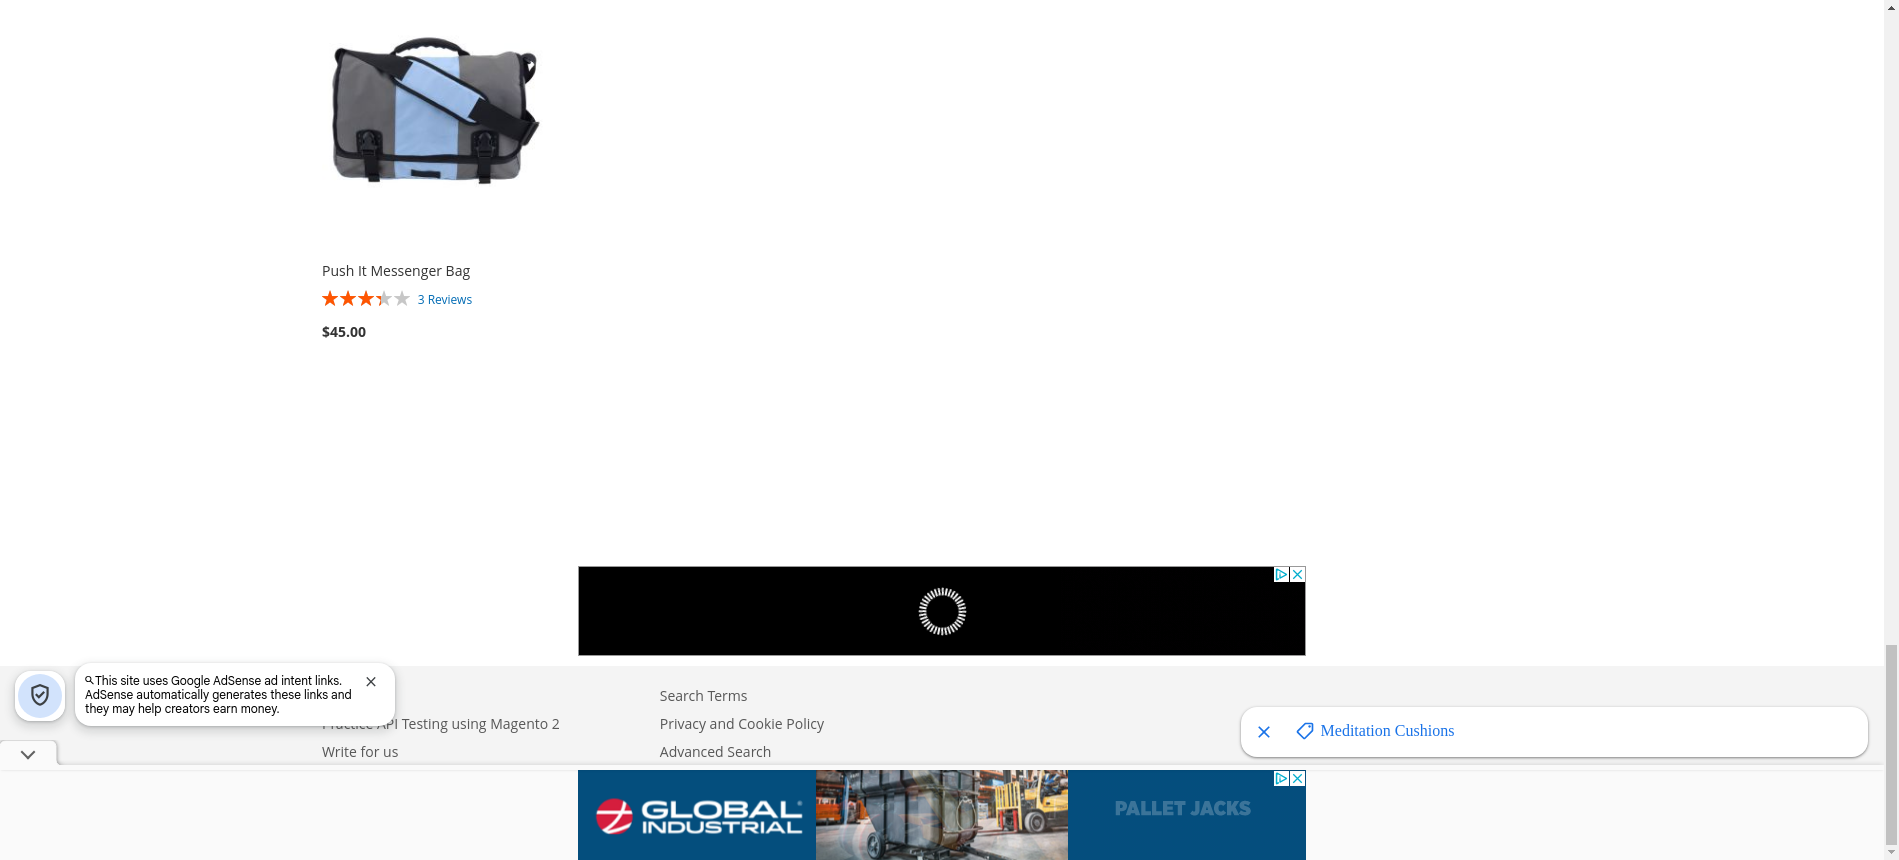 Push It Messenger Bag
3 Reviews
$45.00
This site uses Google AdSense ad intent links.
AdSense automatically generates these links and
they may help creators earn money.
Search Terms
Practice API Testing using Magento 2
Privacy and Cookie Policy
Write for us
Advanced Search
Meditation Cushions
GLOBAL
INDUSTRIAL
PALLET JACKS